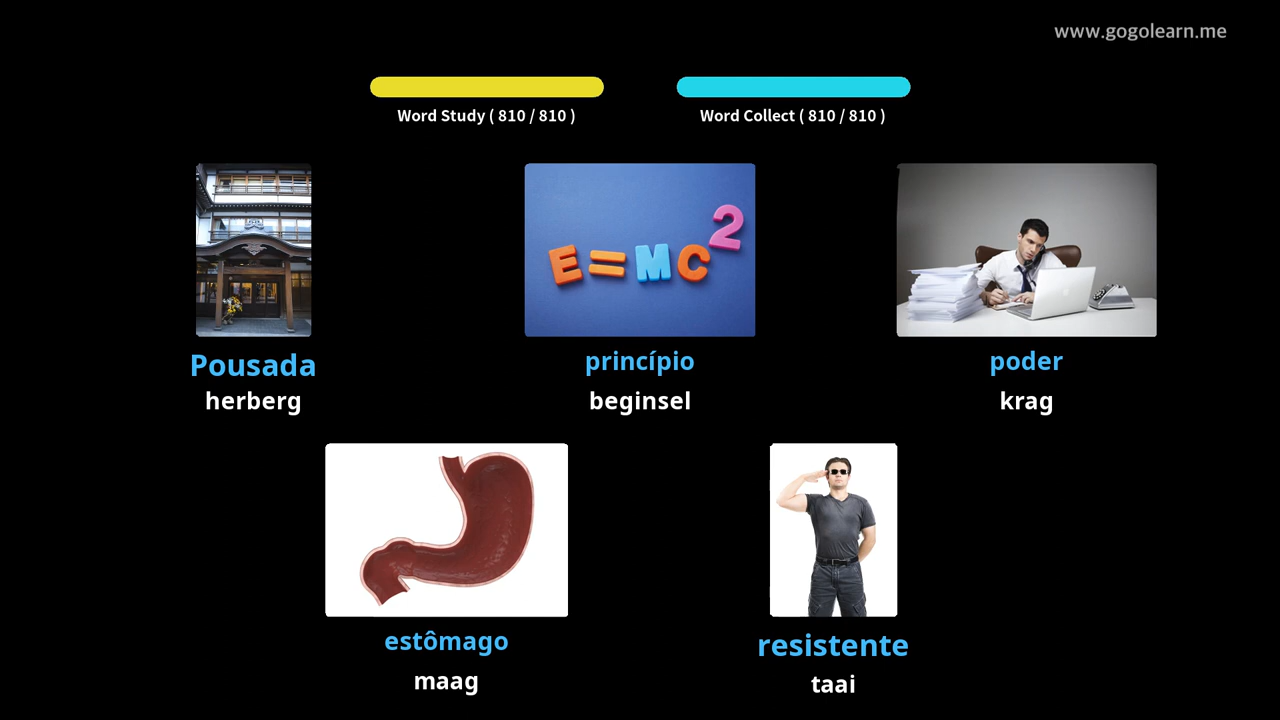 www.gogolearn.me
Word Study ( 810 / 810 )
Word Collect ( 810 / 810 )
E=MC2
Pousada
herberg
princípio
beginsel
poder
krag
estômago
maag
resistente
taai